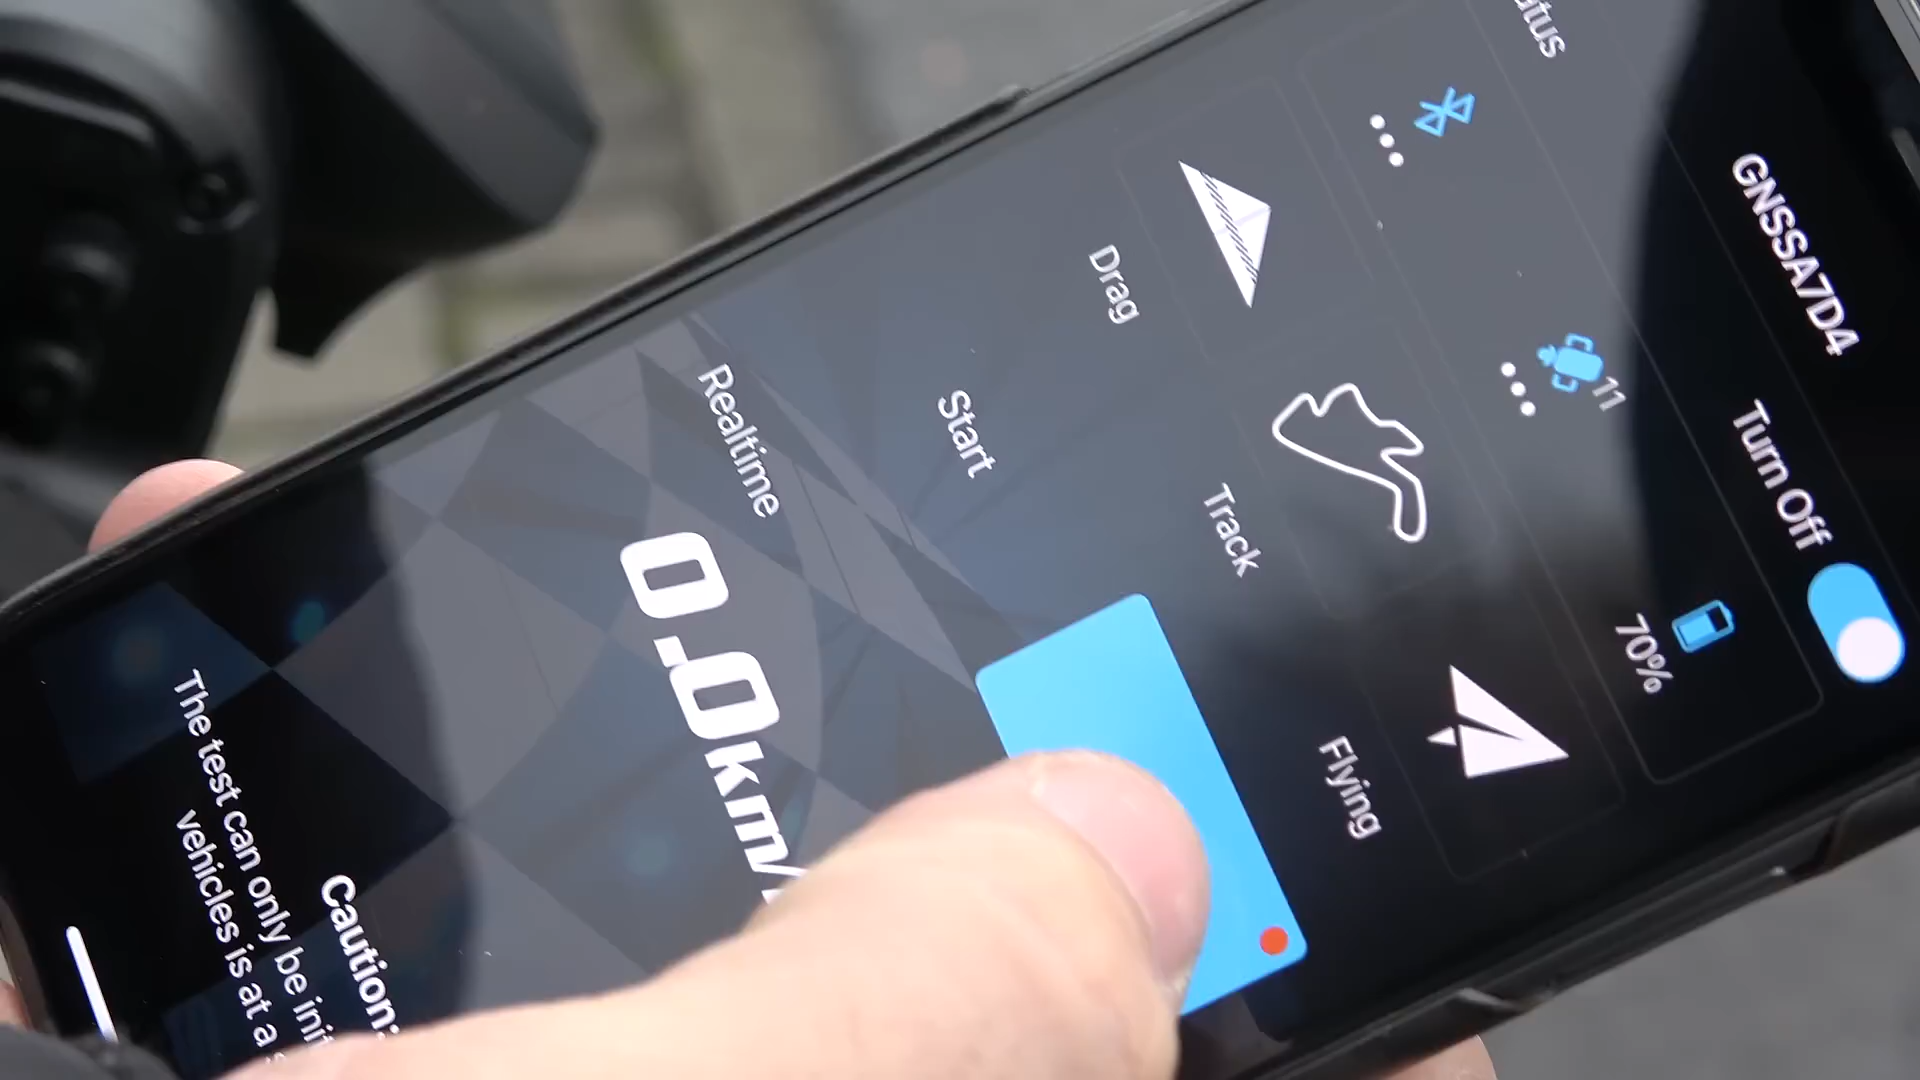 GNSSA7D4
Turn Off
11
70%
Drag
Track
Flying
Start
Realtime
0.0km/
Caution:
The test can only be
vehicles is at a